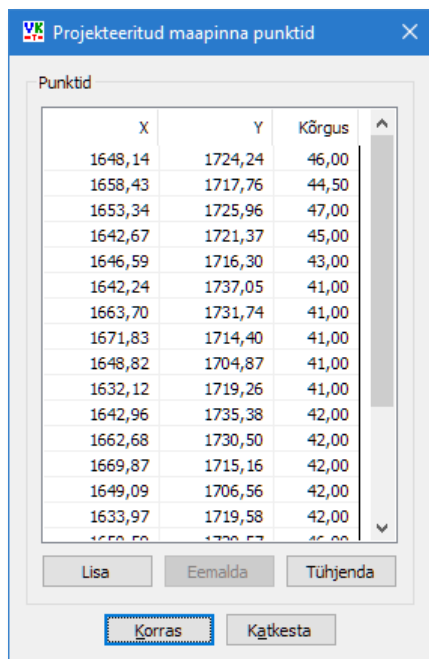 VK
T
Projekteeritud maapinna punktid
Punktid
X Y Kõrgus
1648,14 1724,24 46,00
1658,43 1717,76 44,50
1653,34 1725,96 47,00
1642,67 1721,37 45,00
1646,59 1716,30 43,00
1642,24 1737,05 41,00
1663,70 1731,74 41,00
1671,83 1714,40 41,00
1648,82 1704,87 41,00
1632,12 1719,26 41,00
1642,96 1735,38 42,00
1662,68 1730,50 42,00
1669,87 1715,16 42,00
1649,09 1706,56 42,00
1633,97 1719,58 42,00
Lisa Eemalda Tühjenda
Korras Katkesta